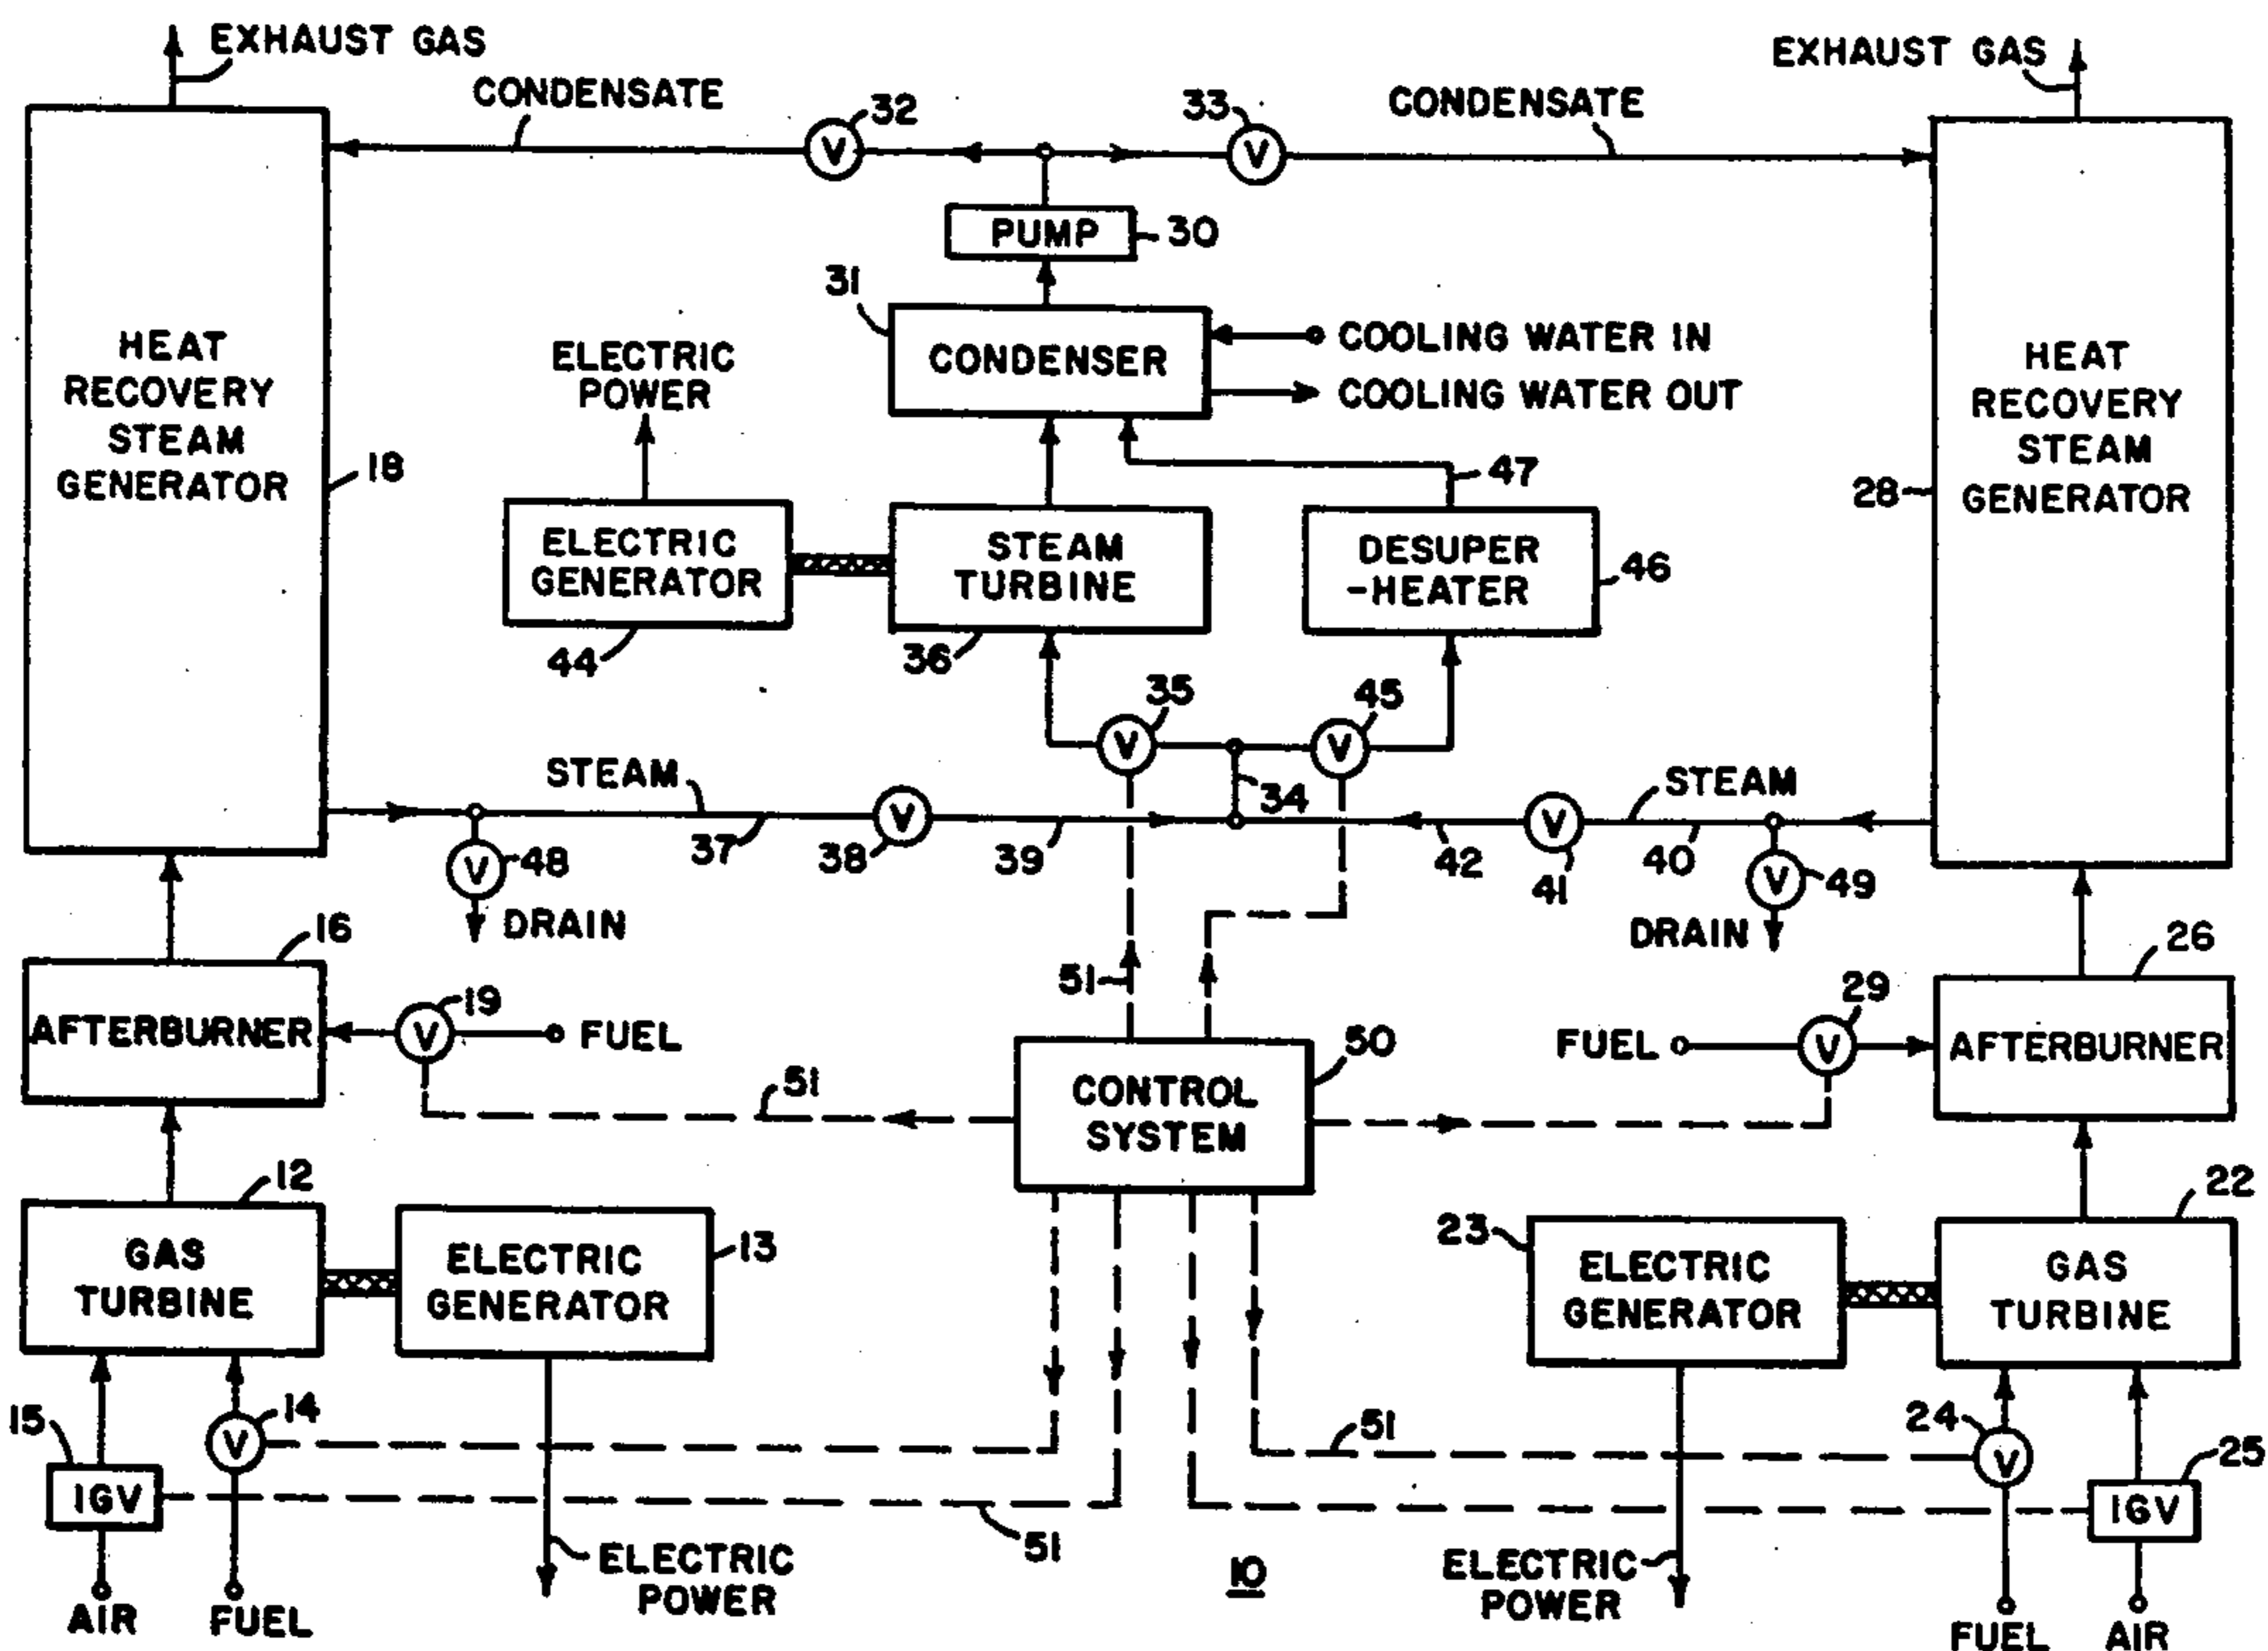 EXHAUST GAS
EXHAUST GAS
CONDENSATE
32
33
CONDENSATE
V
V
PUMP
30
31
CONDENSER
COOLING WATER IN
COOLING WATER OUT
ELECTRIC
POWER
HEAT
RECOVERY
STEAM
GENERATOR
18
HEAT
RECOVERY
STEAM
GENERATOR
28
47
ELECTRIC
GENERATOR
44
STEAM
TURBINE
36
DESUPER
-HEATER
46
35
45
V
V
34
STEAM
37
V
38
39
STEAM
42
V
41
40
V
48
DRAIN
V
49
DRAIN
16
AFTERBURNER
V
19
FUEL
51
51
CONTROL
SYSTEM
50
FUEL
V
29
26
AFTERBURNER
12
GAS
TURBINE
ELECTRIC
GENERATOR
13
23
ELECTRIC
GENERATOR
22
GAS
TURBINE
15
IGV
V
14
51
51
24
V
25
IGV
ELECTRIC
POWER
10
ELECTRIC
POWER
AIR
FUEL
FUEL
AIR